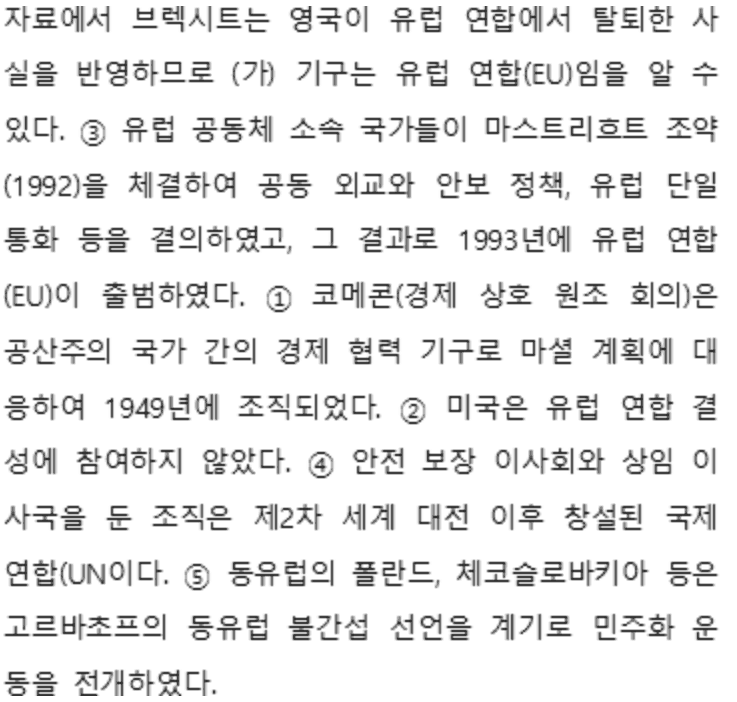 자료에서 브렉시트는 영국이 유럽 연합에서 탈퇴한 사
실을 반영하므로 (가) 기구는 유럽 연합(EU)임을 알 수
있다. ③ 유럽 공동체 소속 국가들이 마스트리흐트 조약
(1992)을 체결하여 공동 외교와 안보 정책, 유럽 단일
통화 등을 결의하였고, 그 결과로 1993년에 유럽 연합
(EU)이 출범하였다. ① 코메콘(경제 상호 원조 회의)은
공산주의 국가 간의 경제 협력 기구로 마셜 계획에 대
응하여 1949년에 조직되었다. ② 미국은 유럽 연합 결
성에 참여하지 않았다. ④ 안전 보장 이사회와 상임 이
사국을 둔 조직은 제2차 세계 대전 이후 창설된 국제
연합(UN이다. ⑤ 동유럽의 폴란드, 체코슬로바키아 등은
고르바초프의 동유럽 불간섭 선언을 계기로 민주화 운
동을 전개하였다.